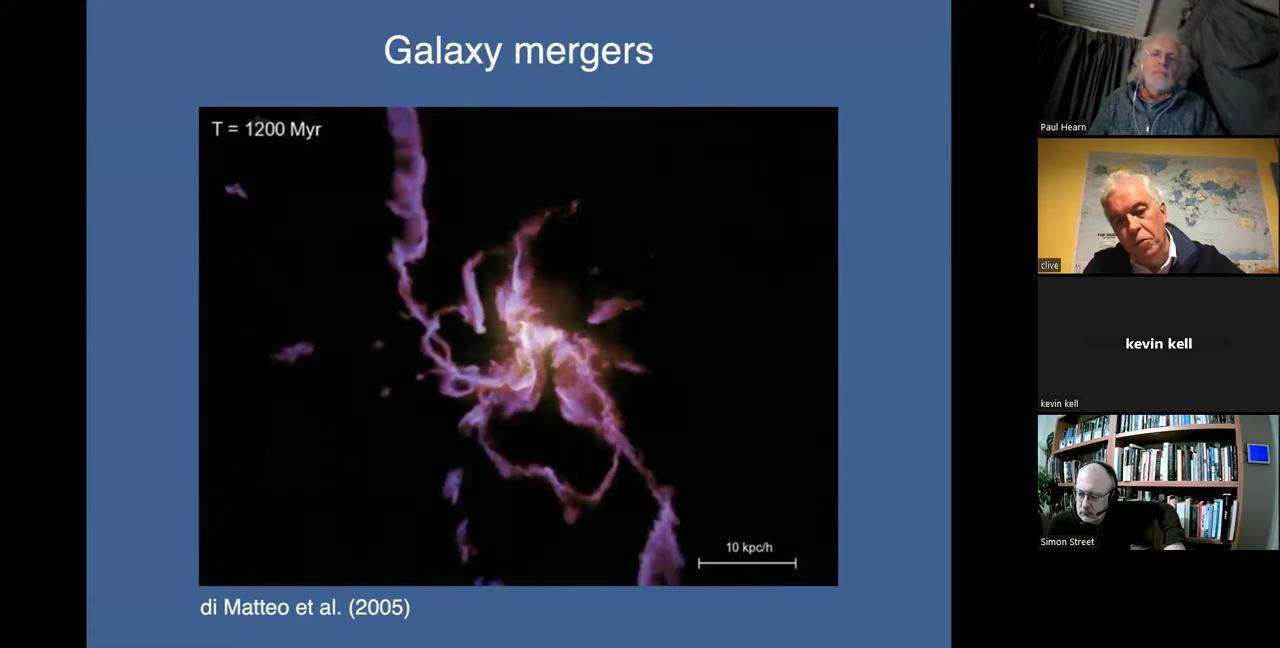 Galaxy mergers
T = 1200 Myr
10 kpc/h
di Matteo et al. (2005)
Paul Hearn
clive
kevin kell
kevin kell
Simon Street